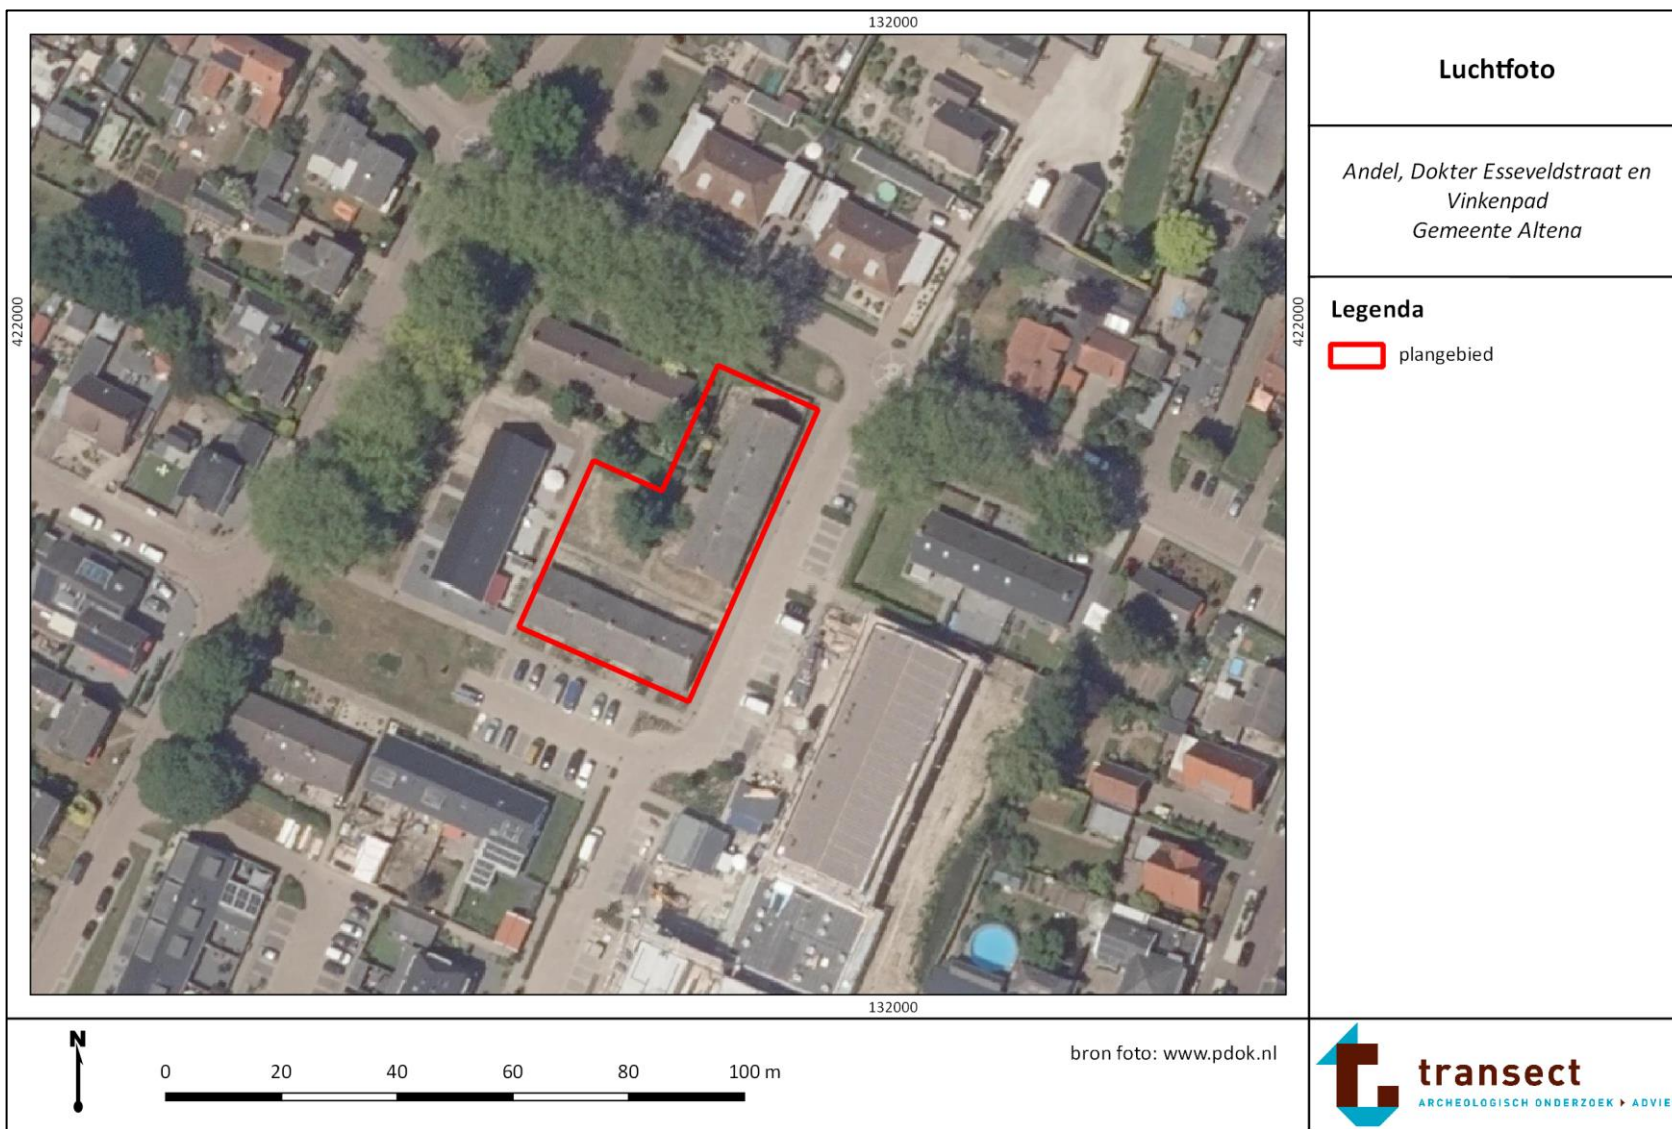 132000
Luchtfoto
Andel, Dokter Esseveldstraat en
Vinkenpad
Gemeente Altena
422000
422000
Legenda
plangebied
132000
N
0 20 40 60 80 100 m
bron foto: www.pdok.nl
transect
ARCHEOLOGISCH ONDERZOEK ADVIE